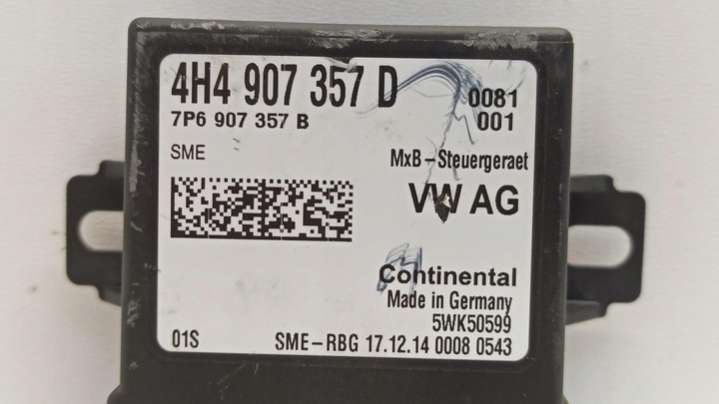 4H4 907 357 D
0081
7P6 907 357 B
001
SME
MxB-Steuergeraet
VW AG
Continental
Made in Germany
5WK50599
01S
SME-RBG 17.12.14 0008 0543